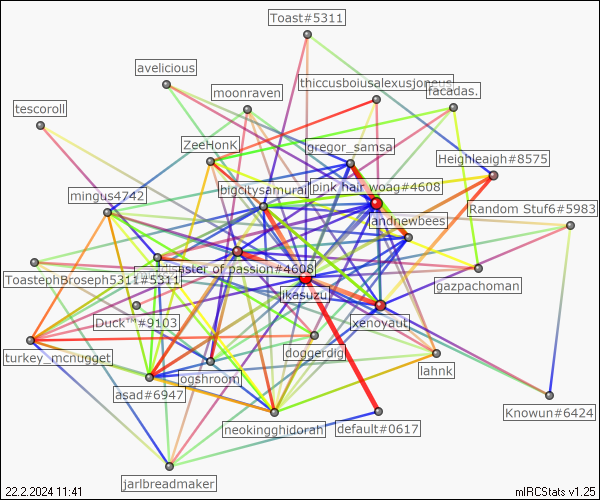 Toast#5311
avelicious
thiccusboiusalexusjoneus
moonraven
facadas.
tescoroll
ZeeHonK
gregor_samsa
Heighleaigh#8575
mingus4742
bigcitysamurai
pink hair woag#4608
Random Stuf6#5983
andnewbees
disaster of passion#4608
ToastephBroseph5311#5311
gazpachoman
jkasuzu
Duck™#9103
xenoyaut
turkey_mcnugget
doggerdig
lahnk
ogshroom
asad#6947
Knowun#6424
neokingghidorah
default#0617
jarlbreadmaker
22.2.2024 11:41
mIRCStats v1.25